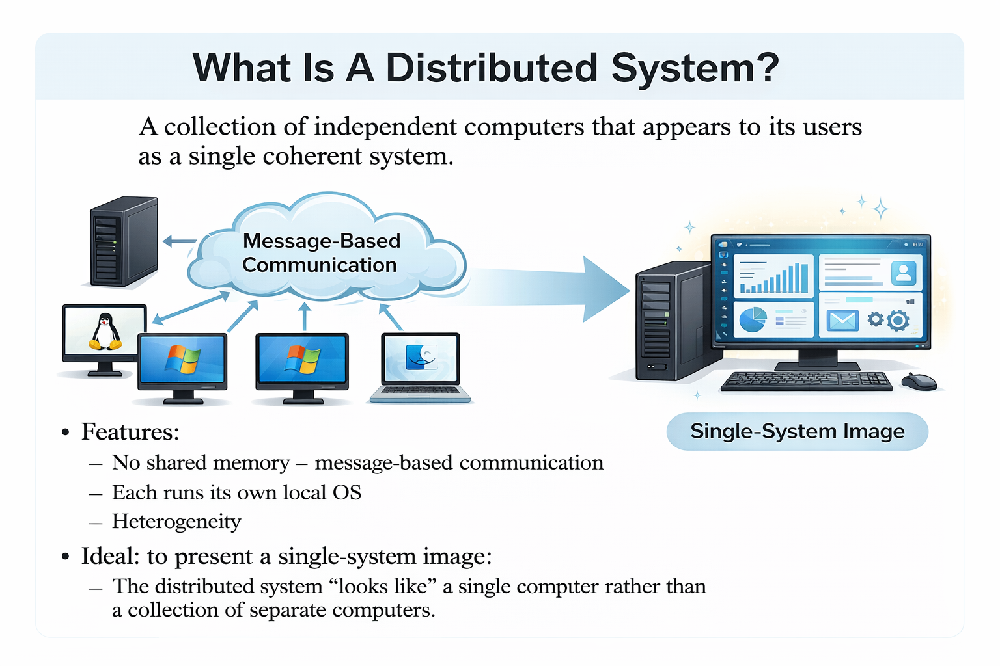 What Is A Distributed System?
A collection of independent computers that appears to its users
as a single coherent system.
Message-Based
Communication
Single-System Image
• Features:
– No shared memory – message-based communication
– Each runs its own local OS
– Heterogeneity
• Ideal: to present a single-system image:
– The distributed system “looks like” a single computer rather than
a collection of separate computers.